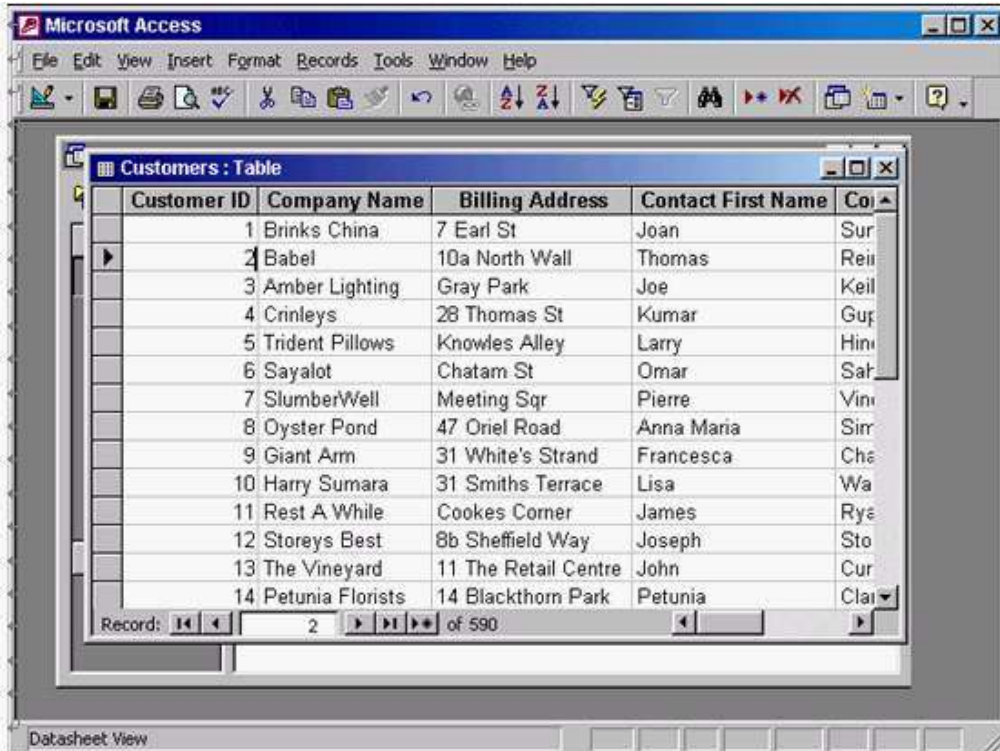 Microsoft Access
File Edit View Insert Format Records Tools Window Help
Customers : Table
Customer ID Company Name Billing Address Contact First Name
1 Brinks China 7 Earl St Joan
2 Babel 10a North Wall Thomas
3 Amber Lighting Gray Park Joe
4 Crinleys 28 Thomas St Kumar
5 Trident Pillows Knowles Alley Larry
6 Sayalot Chatam St Omar
7 SlumberWell Meeting Sqr Pierre
8 Oyster Pond 47 Oriel Road Anna Maria
9 Giant Arm 31 White's Strand Francesca
10 Harry Sumara 31 Smiths Terrace Lisa
11 Rest A While Cookes Corner James
12 Storeys Best 8b Sheffield Way Joseph
13 The Vineyard 11 The Retail Centre John
14 Petunia Florists 14 Blackthorn Park Petunia
Record: 2 of 590
Datasheet View